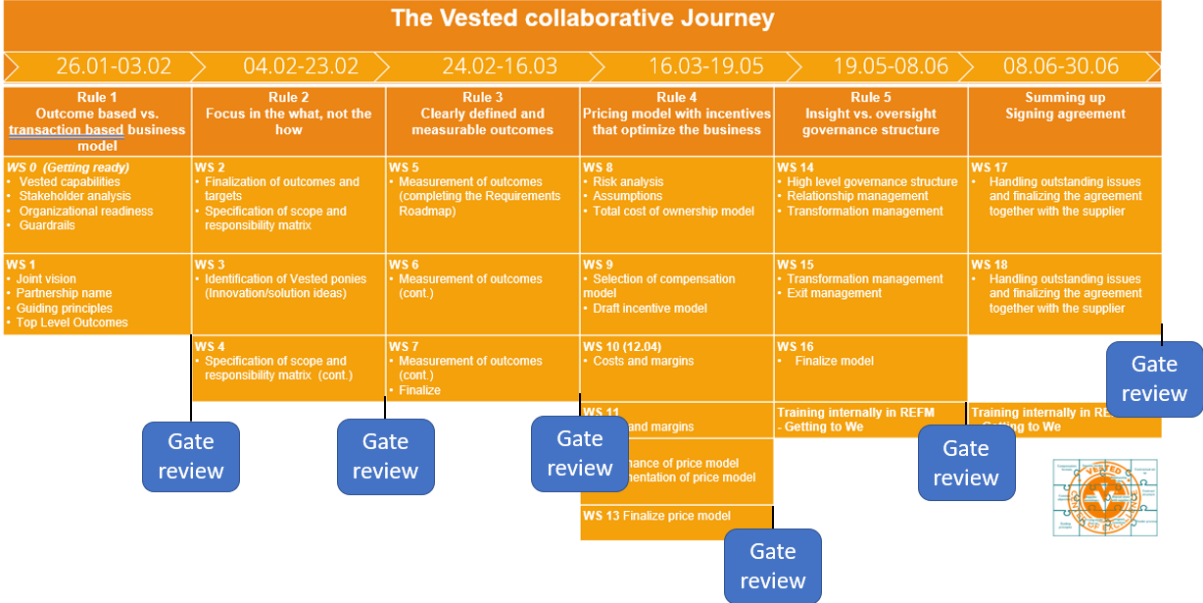 The Vested collaborative Journey
26.01-03.02
04.02-23.02
24.02-16.03
16.03-19.05
19.05-08.06
08.06-30.06
Rule 1
Outcome based vs.
transaction based business
model
Rule 2
Focus in the what, not the
how
Rule 3
Clearly defined and
measurable outcomes
Rule 4
Pricing model with incentives
that optimize the business
Rule 5
Insight vs. oversight
governance structure
Summing up
Signing agreement
WS 0 (Getting ready)
• Vested capabilities
• Stakeholder analysis
• Organizational readiness
• Guardrails
WS 2
• Finalization of outcomes and
targets
• Specification of scope and
responsibility matrix
WS 5
• Measurement of outcomes
(completing the Requirements
Roadmap)
WS 8
• Risk analysis
• Assumptions
• Total cost of ownership model
WS 14
• High level governance structure
• Relationship management
• Transformation management
WS 17
• Handling outstanding issues
and finalizing the agreement
together with the supplier
WS 1
• Joint vision
• Partnership name
• Guiding principles
• Top Level Outcomes
WS 3
• Identification of Vested ponies
(Innovation/solution ideas)
WS 6
• Measurement of outcomes
(cont.)
WS 9
• Selection of compensation
model
• Draft incentive model
WS 15
• Transformation management
• Exit management
WS 18
• Handling outstanding issues
and finalizing the agreement
together with the supplier
WS 4
• Specification of scope and
responsibility matrix (cont.)
WS 7
• Measurement of outcomes
(cont.)
• Finalize
WS 10 (12.04)
• Costs and margins
WS 16
• Finalize model
WS 11
and margins
Training internally in REFM
- Getting to We
Training internally in
Getting to We
of price model
of price model
WS 13 Finalize price model
Gate
review
Gate
review
Gate
review
Gate
review
Gate
review
Gate
review
VESTED